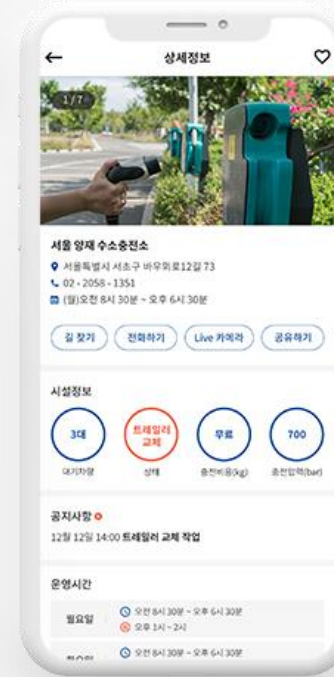 상세정보
1/7
서울 양재 수소충전소
서울특별시 서초구 바우뫼로12길 73
02 - 2058 - 1351
(월)오전 8시 30분 ~ 오후 6시 30분
길 찾기 전화하기 Live 카메라 공유하기
시설정보
3대 트레일러 교체 무료 700
대기차량 상태 충전비용(kg) 충전압력(bar)
공지사항
12월 12일 14:00 트레일러 교체 작업
운영시간
월요일 오전 8시 30분 ~ 오후 6시 30분
오후 1시 ~ 2시
오전 8시 30분 ~ 오후 6시 30분